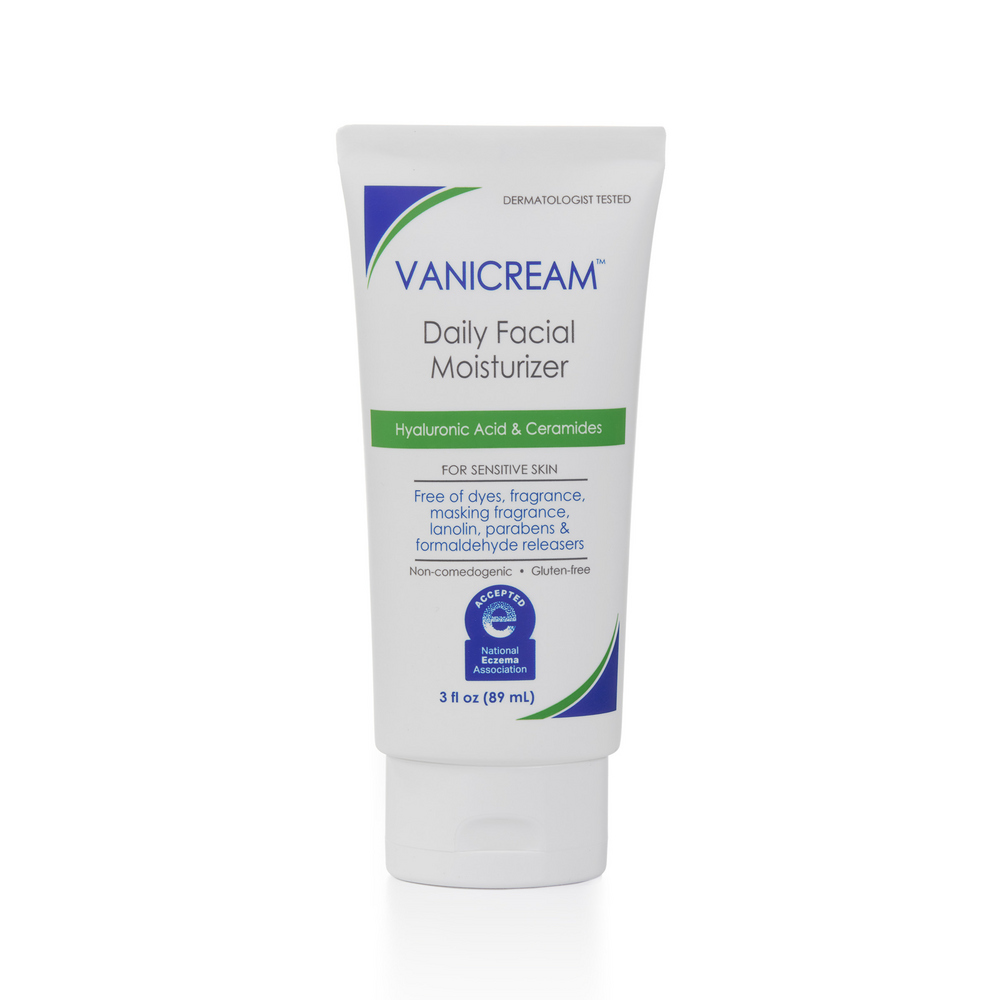 DERMATOLOGIST TESTED
VANICREAM™
Daily Facial
Moisturizer
Hyaluronic Acid & Ceramides
FOR SENSITIVE SKIN
Free of dyes, fragrance,
masking fragrance,
lanolin, parabens &
formaldehyde releasers
Non-comedogenic • Gluten-free
ACCEPTED
e
National
Eczema
Association
3 fl oz (89 mL)